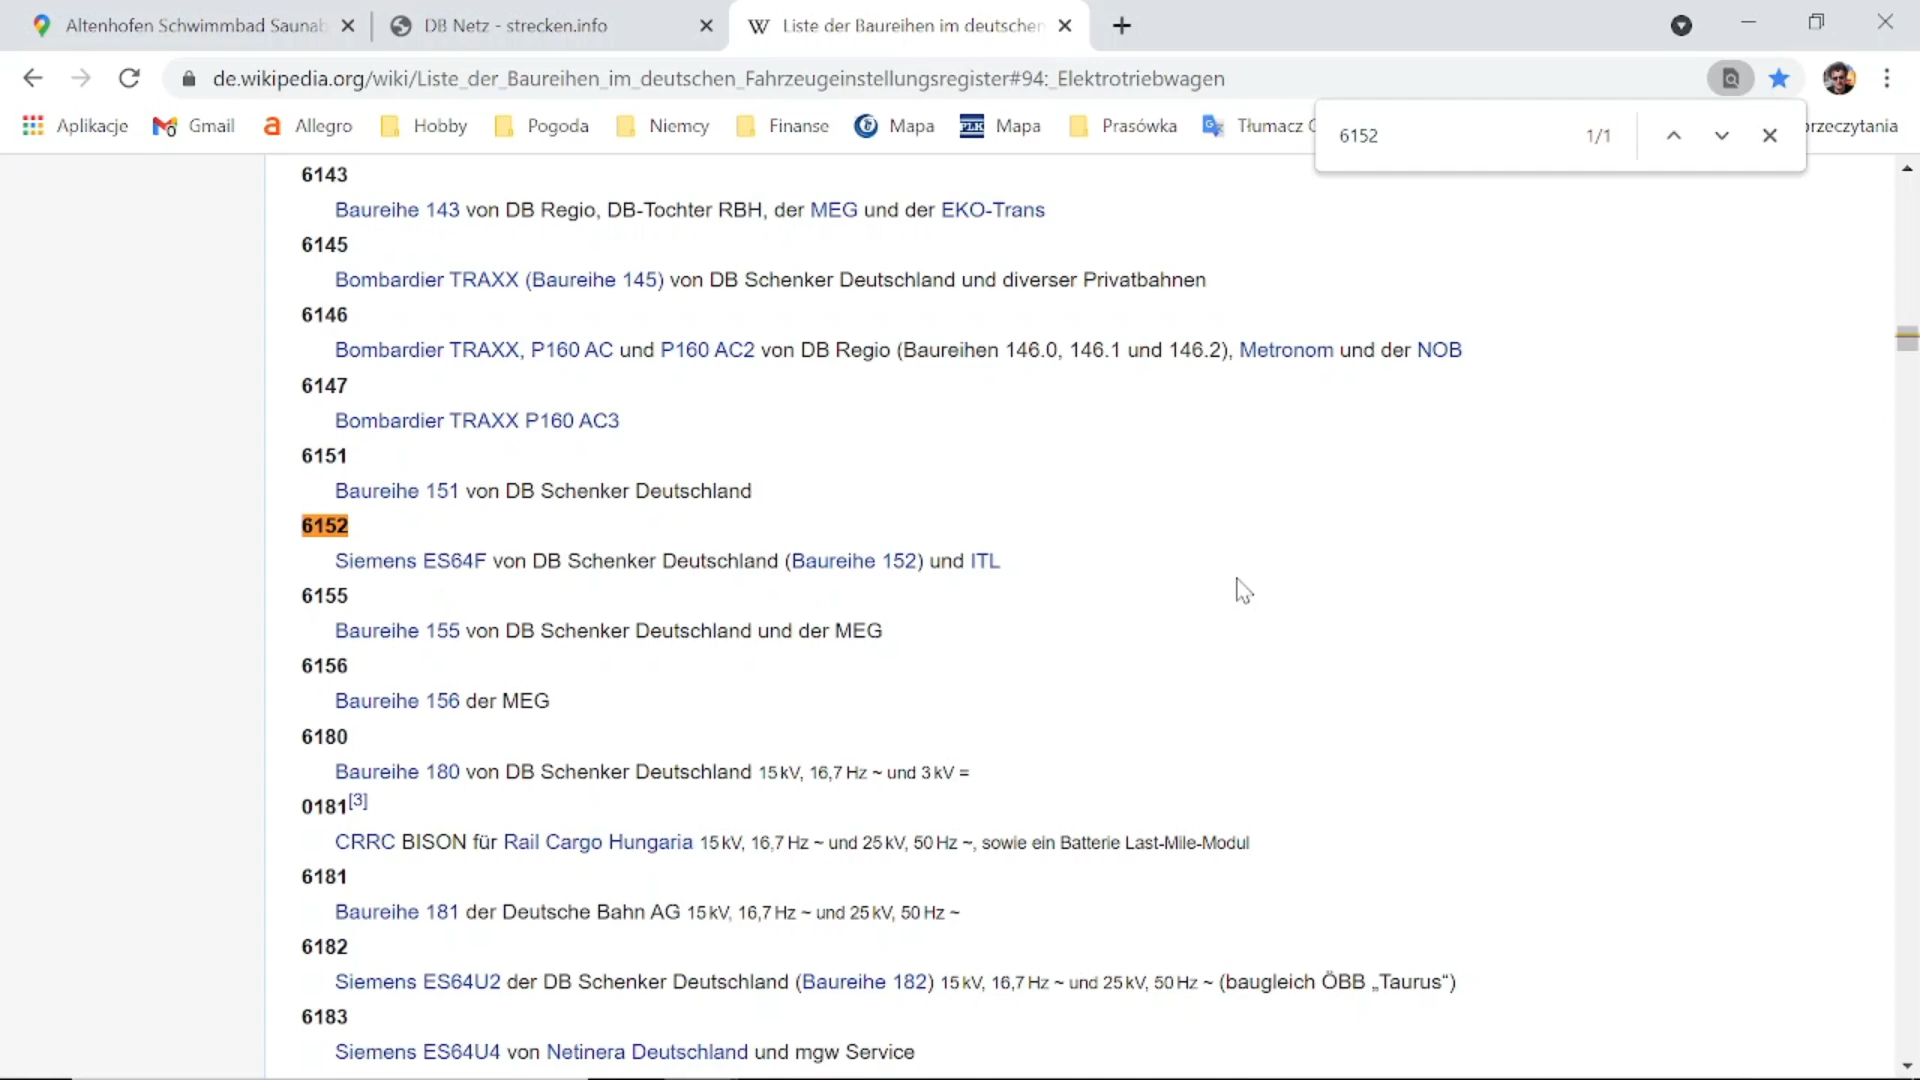 Altenhofen Schwimmbad Saunab
DB Netz - strecken.info
Liste der Baureihen im deutschen
de.wikipedia.org/wiki/Liste_der_Baureihen_im_deutschen_Fahrzeugeinstellungsregister#94:_Elektrotriebwagen
Aplikacje Gmail Allegro Hobby Pogoda Niemcy Finanse Mapa Mapa Prasówka Tłumacz przeczytania
6152 1/1
6143
Baureihe 143 von DB Regio, DB-Tochter RBH, der MEG und der EKO-Trans
6145
Bombardier TRAXX (Baureihe 145) von DB Schenker Deutschland und diverser Privatbahnen
6146
Bombardier TRAXX, P160 AC und P160 AC2 von DB Regio (Baureihen 146.0, 146.1 und 146.2), Metronom und der NOB
6147
Bombardier TRAXX P160 AC3
6151
Baureihe 151 von DB Schenker Deutschland
6152
Siemens ES64F von DB Schenker Deutschland (Baureihe 152) und ITL
6155
Baureihe 155 von DB Schenker Deutschland und der MEG
6156
Baureihe 156 der MEG
6180
Baureihe 180 von DB Schenker Deutschland 15 kV, 16,7 Hz ~ und 3 kV =
0181[3]
CRRC BISON für Rail Cargo Hungaria 15 kV, 16,7 Hz ~ und 25 kV, 50 Hz ~, sowie ein Batterie Last-Mile-Modul
6181
Baureihe 181 der Deutsche Bahn AG 15 kV, 16,7 Hz ~ und 25 kV, 50 Hz ~
6182
Siemens ES64U2 der DB Schenker Deutschland (Baureihe 182) 15 kV, 16,7 Hz ~ und 25 kV, 50 Hz ~ (baugleich ÖBB „Taurus“)
6183
Siemens ES64U4 von Netinera Deutschland und mgw Service